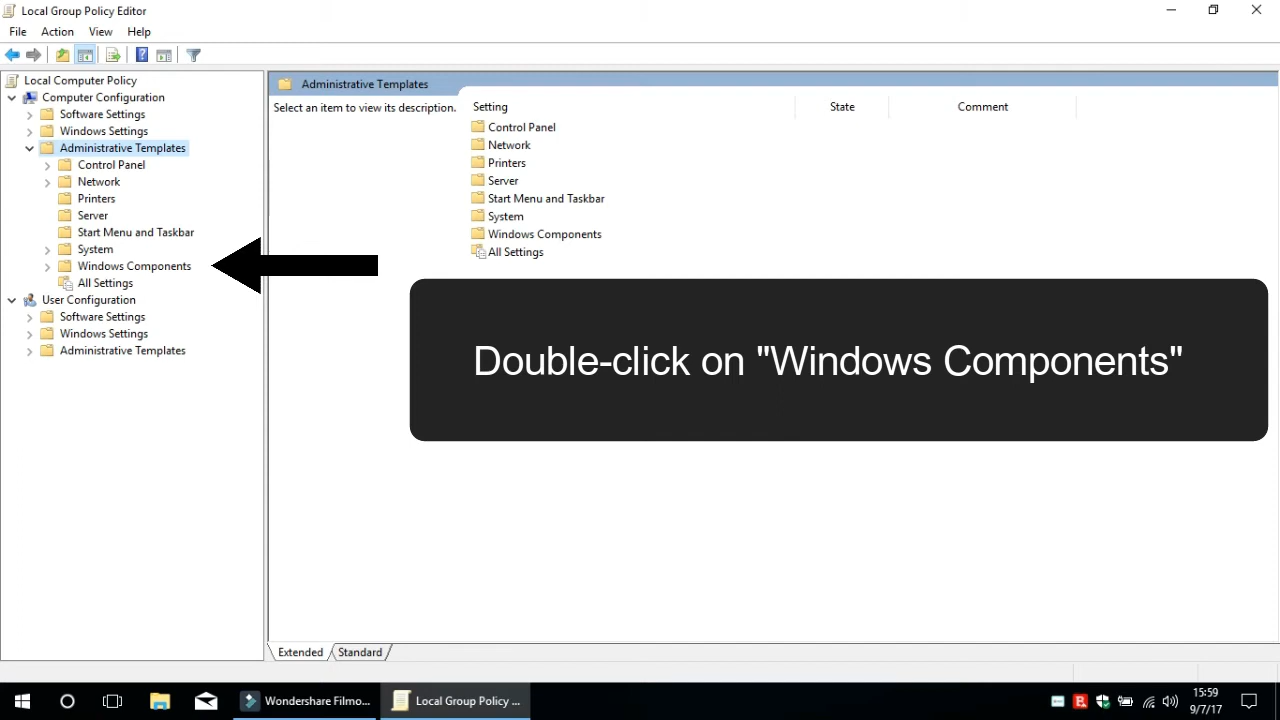 Local Group Policy Editor
File Action View Help
Local Computer Policy
Computer Configuration
Software Settings
Windows Settings
Administrative Templates
Control Panel
Network
Printers
Server
Start Menu and Taskbar
System
Windows Components
All Settings
User Configuration
Software Settings
Windows Settings
Administrative Templates
Administrative Templates
Select an item to view its description.
Setting State Comment
Control Panel
Network
Printers
Server
Start Menu and Taskbar
System
Windows Components
All Settings
Double-click on "Windows Components"
Extended Standard
Wondershare Filmo...
Local Group Policy ...
15:59
9/7/17